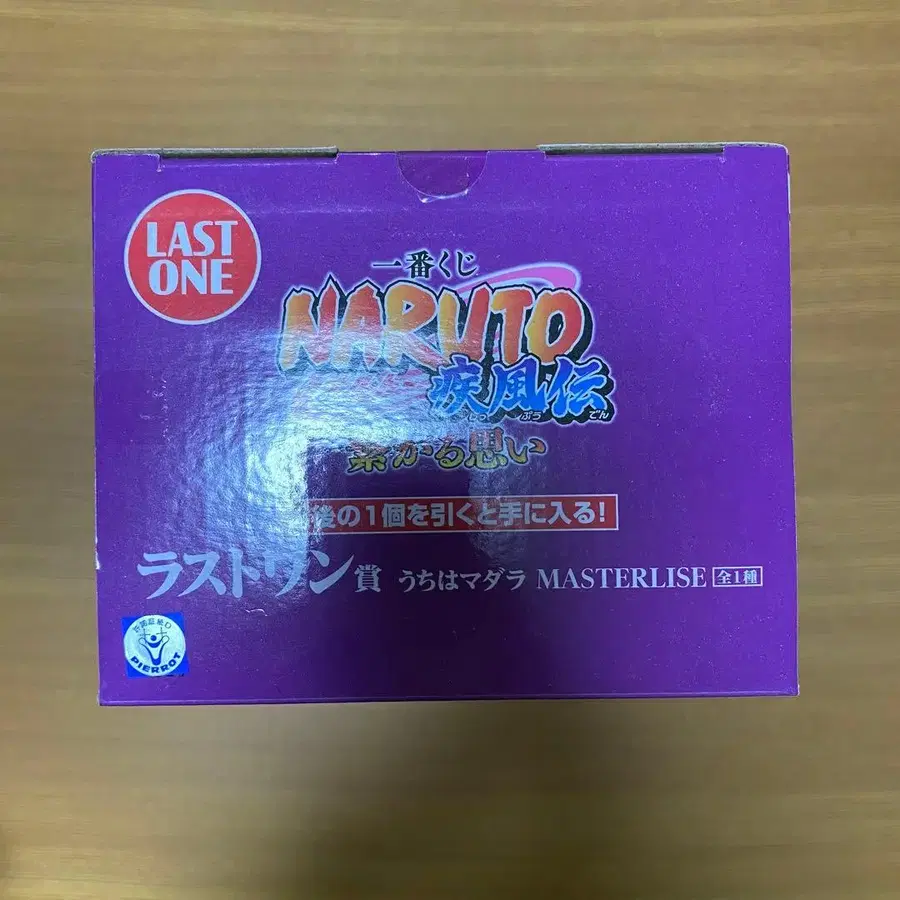 LAST
ONE
一番くじ
NARUTO
疾風伝
しっ ぷう でん
繋がる思い
後の1個を引くと手に入る!
ラストワン賞 うちはマダラ MASTERLISE 全1種
PIERROT